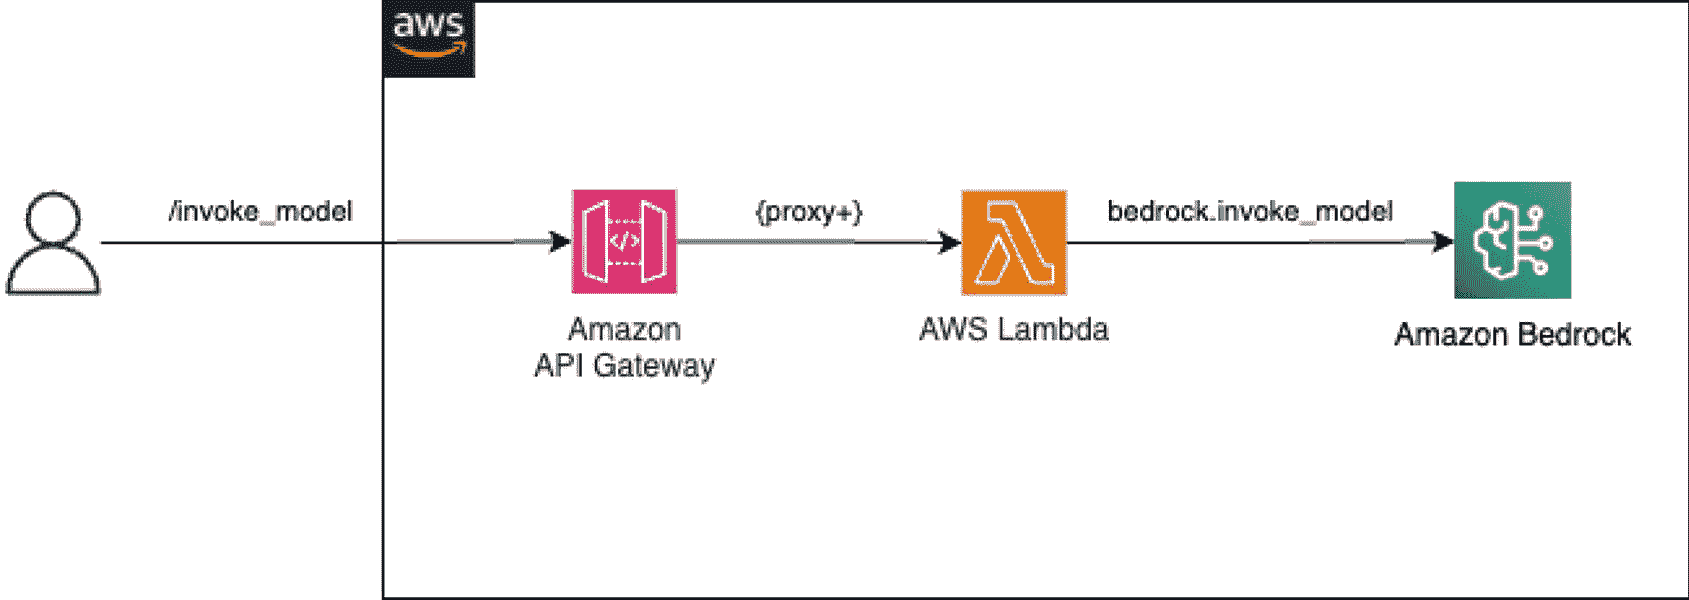 aws
/invoke_model
{proxy+}
bedrock.invoke_model
</>
Amazon
API Gateway
AWS Lambda
Amazon Bedrock